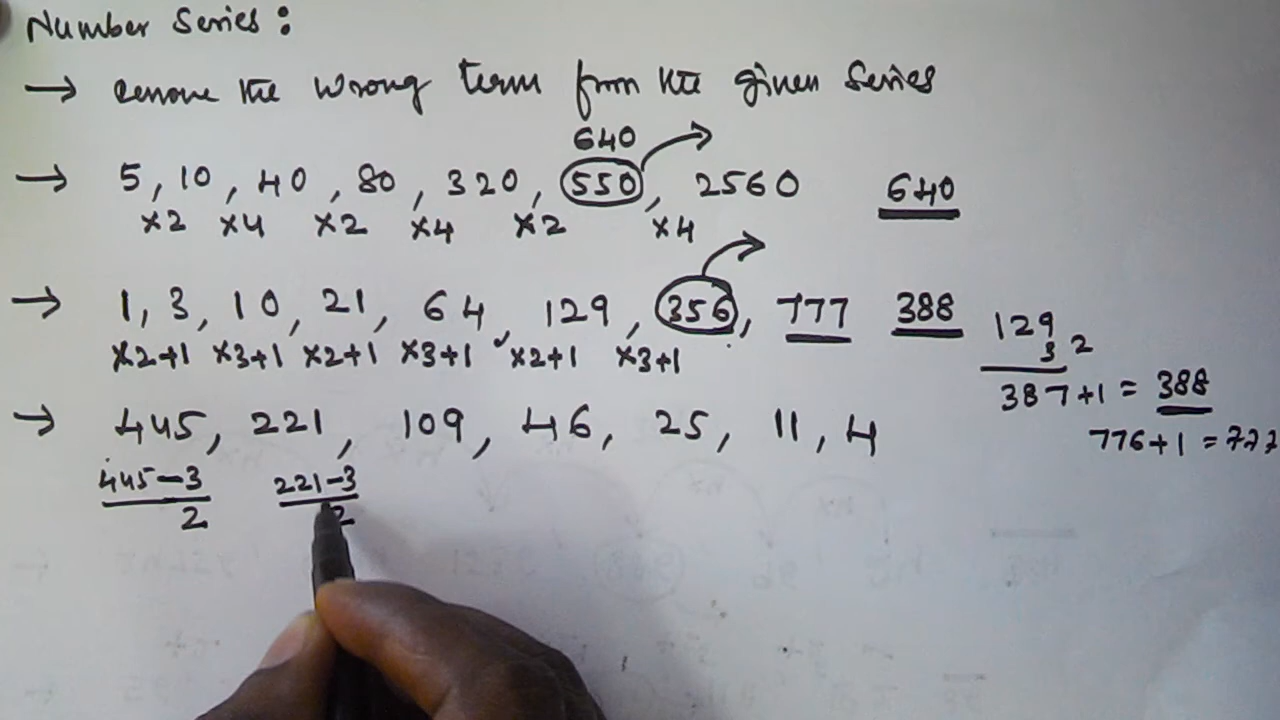 Number Series :
→ remove the wrong term from the given Series
640
→ 5, 10, 40, 80, 320, 550, 2560 640
×2 ×4 ×2 ×4 ×2 ×4
→ 1, 3, 10, 21, 64, 129, 356, 777 388
×2+1 ×3+1 ×2+1 ×3+1 ×2+1 ×3+1
129
3 2
387+1 = 388
776+1 = 777
→ 445, 221, 109, 46, 25, 11, 4
445-3 221-3
2 2